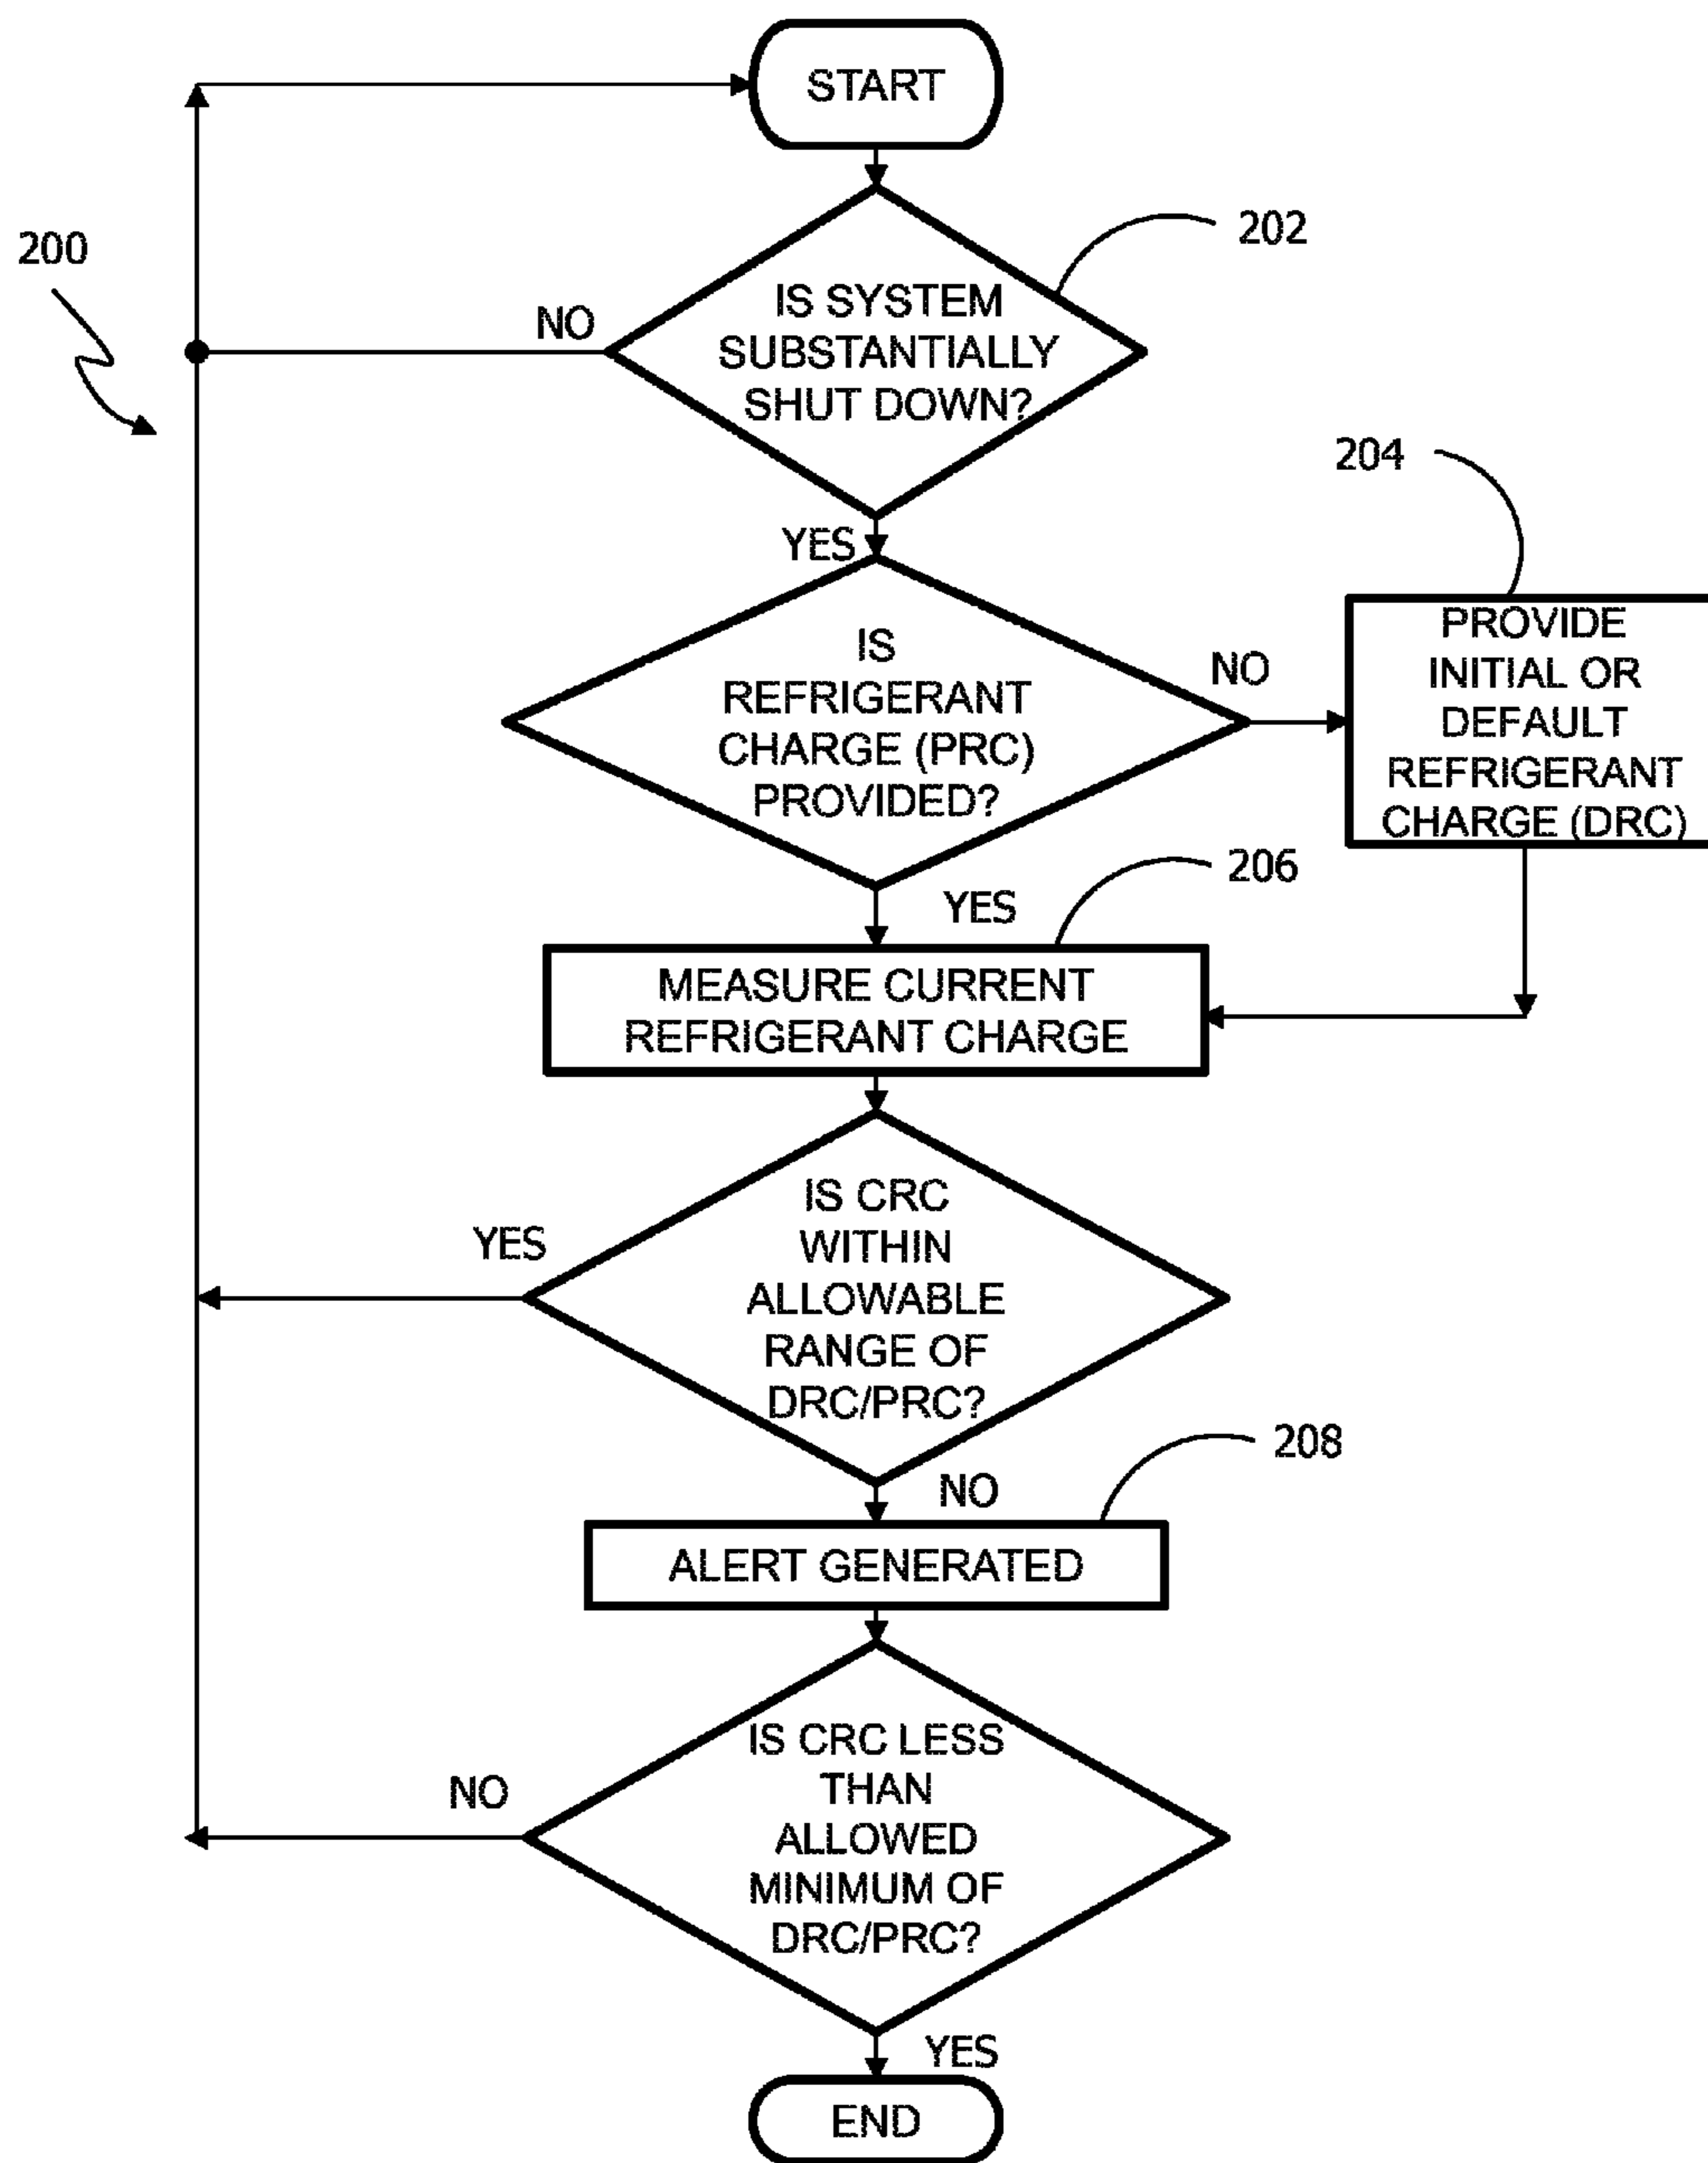 START
200
202
IS SYSTEM
SUBSTANTIALLY
SHUT DOWN?
NO
YES
204
IS
REFRIGERANT
CHARGE (PRC)
PROVIDED?
NO
PROVIDE
INITIAL OR
DEFAULT
REFRIGERANT
CHARGE (DRC)
YES
206
MEASURE CURRENT
REFRIGERANT CHARGE
IS CRC
WITHIN
ALLOWABLE
RANGE OF
DRC/PRC?
YES
NO
208
ALERT GENERATED
IS CRC LESS
THAN
ALLOWED
MINIMUM OF
DRC/PRC?
NO
YES
END